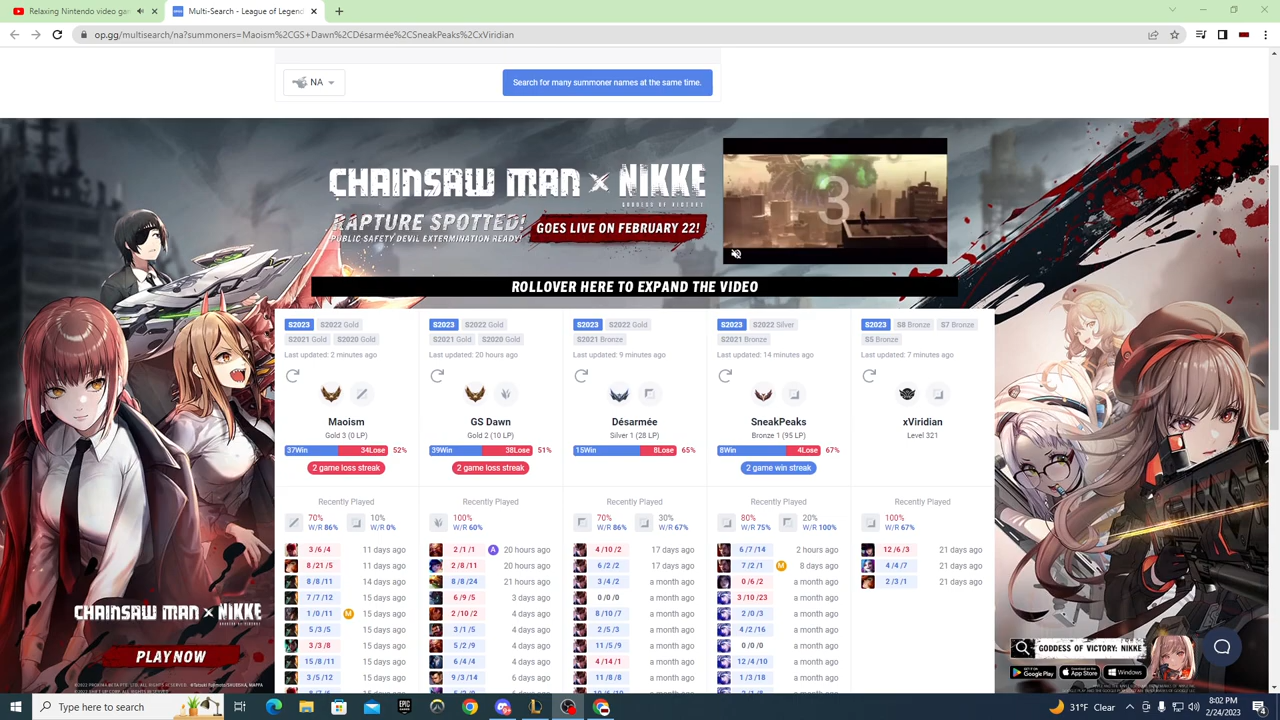 Relaxing Nintendo video gam
Multi-Search - League of Legend
op.gg/multisearch/na?summoners=Maoism%2CGS+Dawn%2CDésarmée%2CSneakPeaks%2CxViridian
NA
Search for many summoner names at the same time.
CHAINSAW MAN X NIKKE
GODDESS OF VICTORY
RAPTURE SPOTTED!
PUBLIC SAFETY DEVIL EXTERMINATION READY!
GOES LIVE ON FEBRUARY 22!
3
ROLLOVER HERE TO EXPAND THE VIDEO
S2023 S2022 Gold
S2021 Gold S2020 Gold
Last updated: 2 minutes ago
Maoism
Gold 3 (0 LP)
37Win 34Lose 52%
2 game loss streak
Recently Played
70% 10%
W/R 86% W/R 0%
3 /6 /4 11 days ago
8 /21 /5 11 days ago
8 /8 /11 14 days ago
7 /7 /12 15 days ago
1 /0 /11 M 15 days ago
5 /3 /5 15 days ago
3 /3 /8 15 days ago
15 /8 /11 15 days ago
3 /5 /12 15 days ago
S2023 S2022 Gold
S2021 Gold S2020 Gold
Last updated: 20 hours ago
GS Dawn
Gold 2 (10 LP)
39Win 38Lose 51%
2 game loss streak
Recently Played
100%
W/R 60%
2 /1 /1 A 20 hours ago
2 /8 /11 20 hours ago
8 /8 /24 21 hours ago
6 /9 /5 3 days ago
2 /10 /2 4 days ago
3 /1 /5 4 days ago
5 /2 /9 4 days ago
6 /4 /4 4 days ago
9 /3 /14 6 days ago
S2023 S2022 Gold
S2021 Bronze
Last updated: 9 minutes ago
Désarmée
Silver 1 (28 LP)
15Win 8Lose 65%
Recently Played
70% 30%
W/R 86% W/R 67%
4 /10 /2 17 days ago
6 /2 /2 17 days ago
3 /4 /2 a month ago
0 /0 /0 a month ago
8 /10 /7 a month ago
2 /5 /3 a month ago
11 /5 /9 a month ago
4 /14 /1 a month ago
11 /8 /8 a month ago
S2023 S2022 Silver
S2021 Bronze
Last updated: 14 minutes ago
SneakPeaks
Bronze 1 (95 LP)
8Win 4Lose 67%
2 game win streak
Recently Played
80% 20%
W/R 75% W/R 100%
6 /7 /14 2 hours ago
7 /2 /1 M 8 days ago
0 /6 /2 a month ago
3 /10 /23 a month ago
2 /0 /3 a month ago
4 /2 /16 a month ago
0 /0 /0 a month ago
12 /4 /10 a month ago
1 /3 /18 a month ago
S2023 S8 Bronze S7 Bronze
S5 Bronze
Last updated: 7 minutes ago
xViridian
Level 321
Recently Played
100%
W/R 67%
12 /6 /3 21 days ago
4 /4 /7 21 days ago
2 /3 /1 21 days ago
CHAINSAW MAN X NIKKE
PLAY NOW
GODDESS OF VICTORY: NIKKE
Google Play
App Store
Windows
Type here to search
EPIC
31°F Clear
8:02 PM
2/24/2023
4